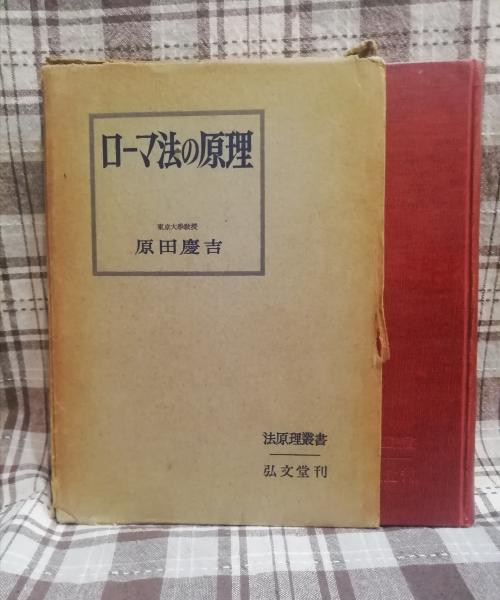 ローマ法の原理
東京大學教授
原田慶吉
法原理叢書
弘文堂刊